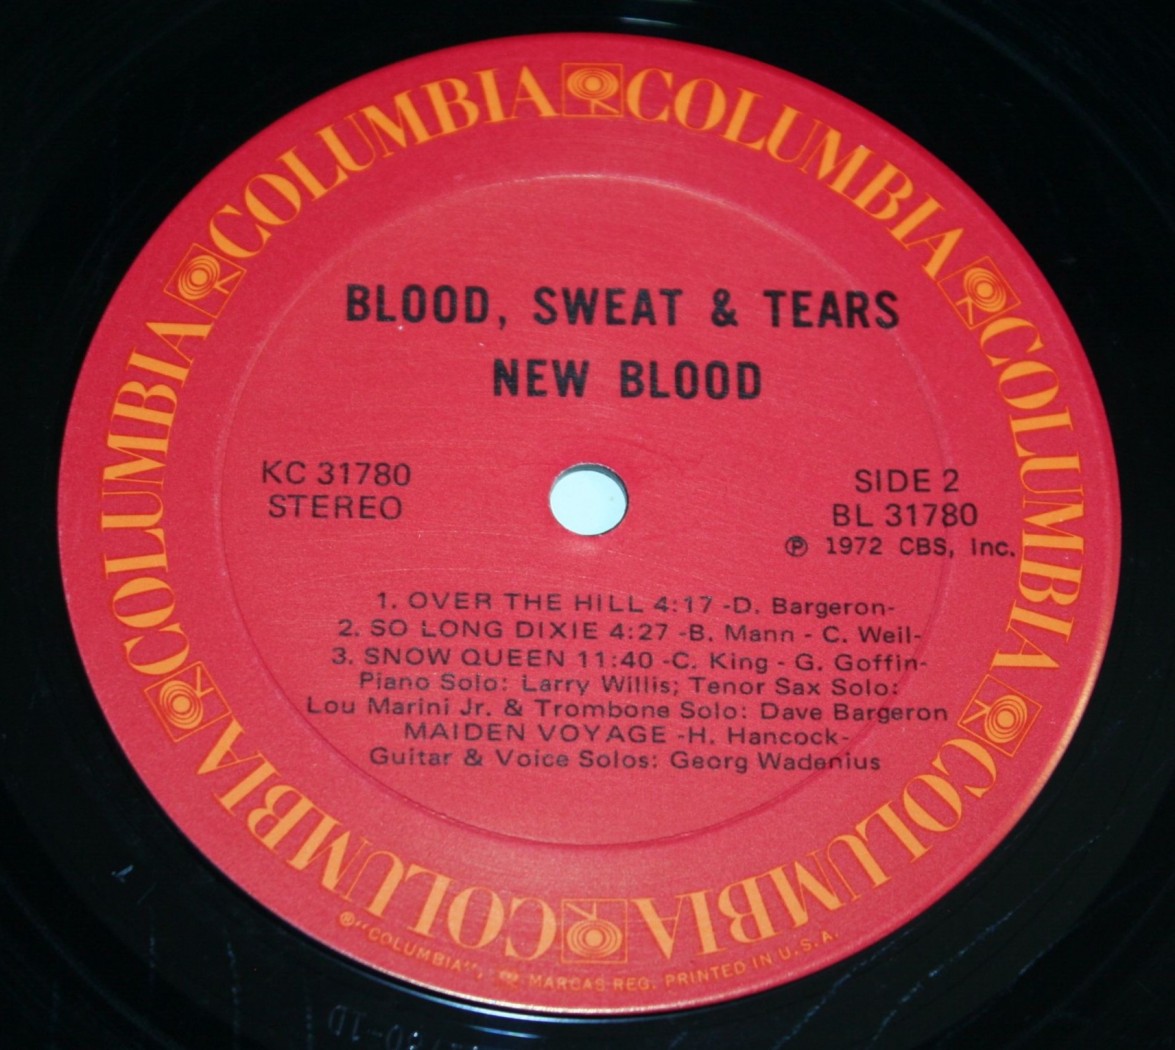 COLUMBIA COLUMBIA COLUMBIA COLUMBIA COLUMBIA COLUMBIA
BLOOD, SWEAT & TEARS
NEW BLOOD
KC 31780
STEREO
SIDE 2
BL 31780
Ⓟ 1972 CBS, Inc.
1. OVER THE HILL 4:17 -D. Bargeron-
2. SO LONG DIXIE 4:27 -B. Mann - C. Weil-
3. SNOW QUEEN 11:40 -C. King - G. Goffin-
Piano Solo: Larry Willis; Tenor Sax Solo:
Lou Marini Jr. & Trombone Solo: Dave Bargeron
MAIDEN VOYAGE -H. Hancock-
Guitar & Voice Solos: Georg Wadenius
®"COLUMBIA", MARCAS REG. PRINTED IN U.S.A.